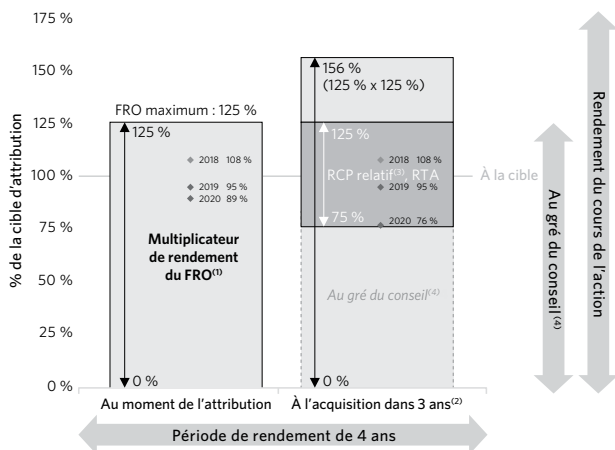 175 %
150 %
125 %
100 %
75 %
50 %
25 %
0 %
% de la cible d'attribution
FRO maximum : 125 %
125 %
2018 108 %
2019 95 %
2020 89 %
Multiplicateur
de rendement
du FRO(1)
0 %
Au moment de l'attribution
156 %
(125 % x 125 %)
125 %
2018 108 %
RCP relatif(3), RTA
2019 95 %
75 %
2020 76 %
Au gré du conseil(4)
0 %
À l'acquisition dans 3 ans(2)
À la cible
Période de rendement de 4 ans
Au gré du conseil(4)
Rendement du cours de l'action